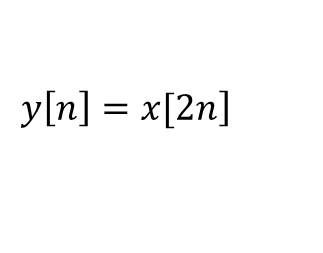 y[n] = x[2n]